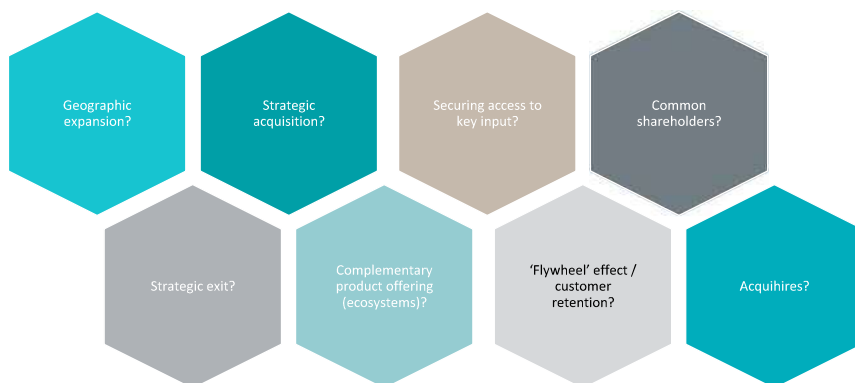 Geographic
expansion?
Strategic
acquisition?
Securing access to
key input?
Common
shareholders?
Strategic exit?
Complementary
product offering
(ecosystems)?
‘Flywheel’ effect /
customer
retention?
Acquihires?